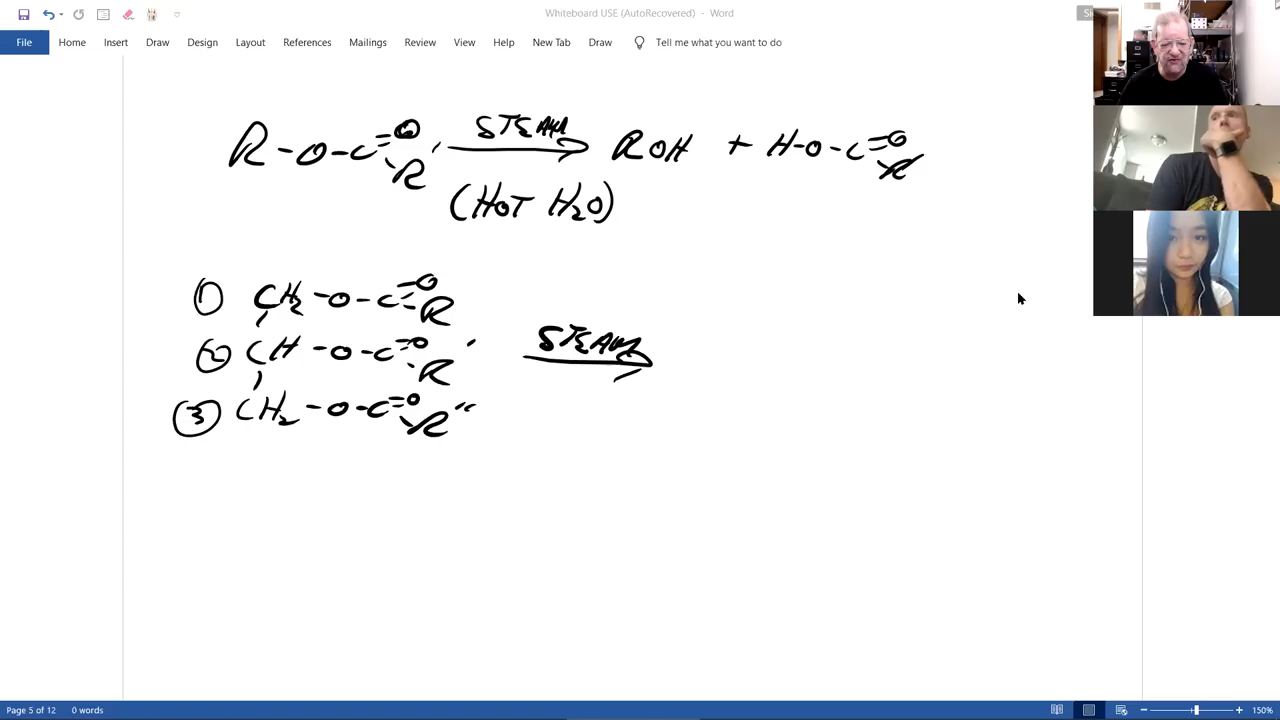 Whiteboard USE (AutoRecovered) - Word
File Home Insert Draw Design Layout References Mailings Review View Help New Tab Draw Tell me what you want to do
R-O-C=O-R' STEAM ROH + H-O-C=O-R'
(HOT H2O)
① CH2-O-C=O-R
② CH-O-C=O-R' STEAM
③ CH2-O-C=O-R"
Page 5 of 12 0 words 150%